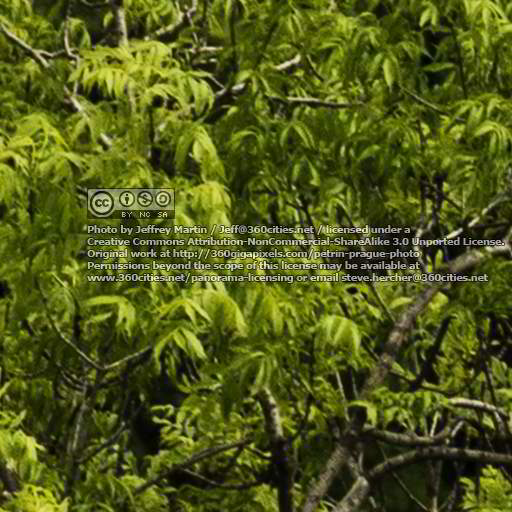 cc BY NC SA
Photo by Jeffrey Martin / Jeff@360cities.net / licensed under a
Creative Commons Attribution-NonCommercial-ShareAlike 3.0 Unported License.
Original work at http://360gigapixels.com/petrin-prague-photo
Permissions beyond the scope of this license may be available at
www.360cities.net/panorama-licensing or email steve.hercher@360cities.net